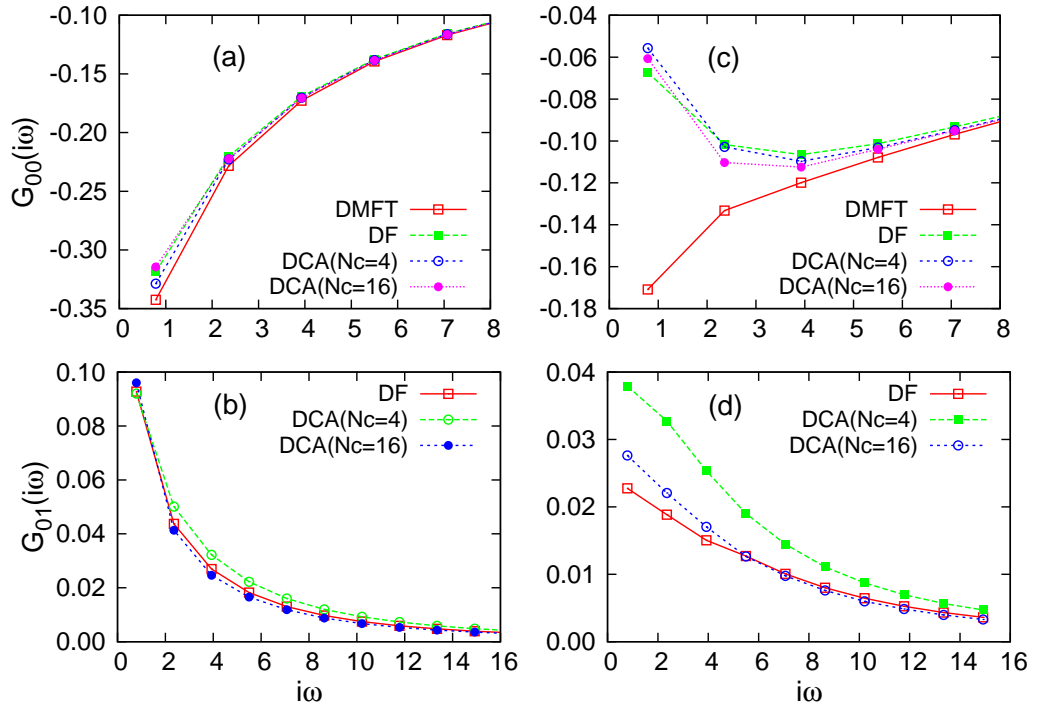 (a)
G00(iω)
-0.10
-0.15
-0.20
-0.25
-0.30
-0.35
0 1 2 3 4 5 6 7 8
DMFT
DF
DCA(Nc=4)
DCA(Nc=16)
(c)
-0.04
-0.06
-0.08
-0.10
-0.12
-0.14
-0.16
-0.18
0 1 2 3 4 5 6 7 8
DMFT
DF
DCA(Nc=4)
DCA(Nc=16)
(b)
G01(iω)
0.10
0.08
0.06
0.04
0.02
0.00
0 2 4 6 8 10 12 14 16
iω
DF
DCA(Nc=4)
DCA(Nc=16)
(d)
0.04
0.03
0.02
0.01
0.00
0 2 4 6 8 10 12 14 16
iω
DF
DCA(Nc=4)
DCA(Nc=16)